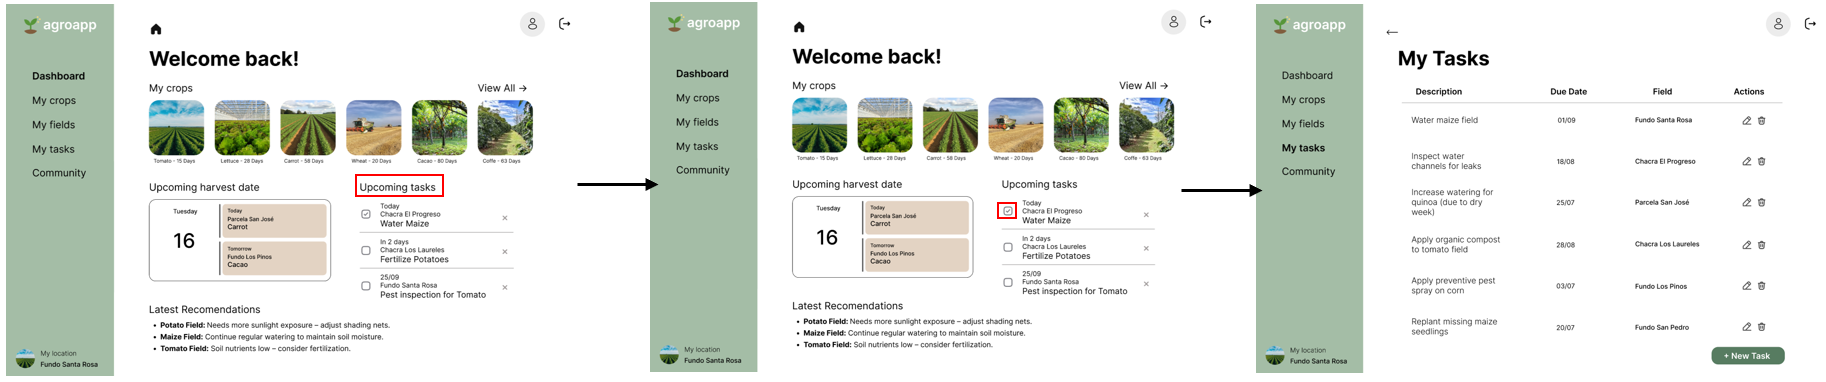 agroapp
Dashboard
My crops
My fields
My tasks
Community
My location
Fundo Santa Rosa
Welcome back!
My crops
View All →
Tomato - 15 Days
Lettuce - 28 Days
Carrot - 58 Days
Wheat - 20 Days
Cacao - 80 Days
Coffe - 63 Days
Upcoming harvest date
Tuesday
16
Today
Parcela San José
Carrot
Tomorrow
Fundo Los Pinos
Cacao
Upcoming tasks
Today
Chacra El Progreso
Water Maize
In 2 days
Chacra Los Laureles
Fertilize Potatoes
25/09
Fundo Santa Rosa
Pest inspection for Tomato
Latest Recomendations
• Potato Field: Needs more sunlight exposure – adjust shading nets.
• Maize Field: Continue regular watering to maintain soil moisture.
• Tomato Field: Soil nutrients low – consider fertilization.
agroapp
Dashboard
My crops
My fields
My tasks
Community
My location
Fundo Santa Rosa
Welcome back!
My crops
View All →
Tomato - 15 Days
Lettuce - 28 Days
Carrot - 58 Days
Wheat - 20 Days
Cacao - 80 Days
Coffe - 63 Days
Upcoming harvest date
Tuesday
16
Today
Parcela San José
Carrot
Tomorrow
Fundo Los Pinos
Cacao
Upcoming tasks
Today
Chacra El Progreso
Water Maize
In 2 days
Chacra Los Laureles
Fertilize Potatoes
25/09
Fundo Santa Rosa
Pest inspection for Tomato
Latest Recomendations
• Potato Field: Needs more sunlight exposure – adjust shading nets.
• Maize Field: Continue regular watering to maintain soil moisture.
• Tomato Field: Soil nutrients low – consider fertilization.
agroapp
Dashboard
My crops
My fields
My tasks
Community
My location
Fundo Santa Rosa
←
My Tasks
Description Due Date Field Actions
Water maize field 01/09 Fundo Santa Rosa
Inspect water
channels for leaks 18/08 Chacra El Progreso
Increase watering for
quinoa (due to dry 25/07 Parcela San José
week)
Apply organic compost
to tomato field 28/08 Chacra Los Laureles
Apply preventive pest
spray on corn 03/07 Fundo Los Pinos
Replant missing maize
seedlings 20/07 Fundo San Pedro
+ New Task